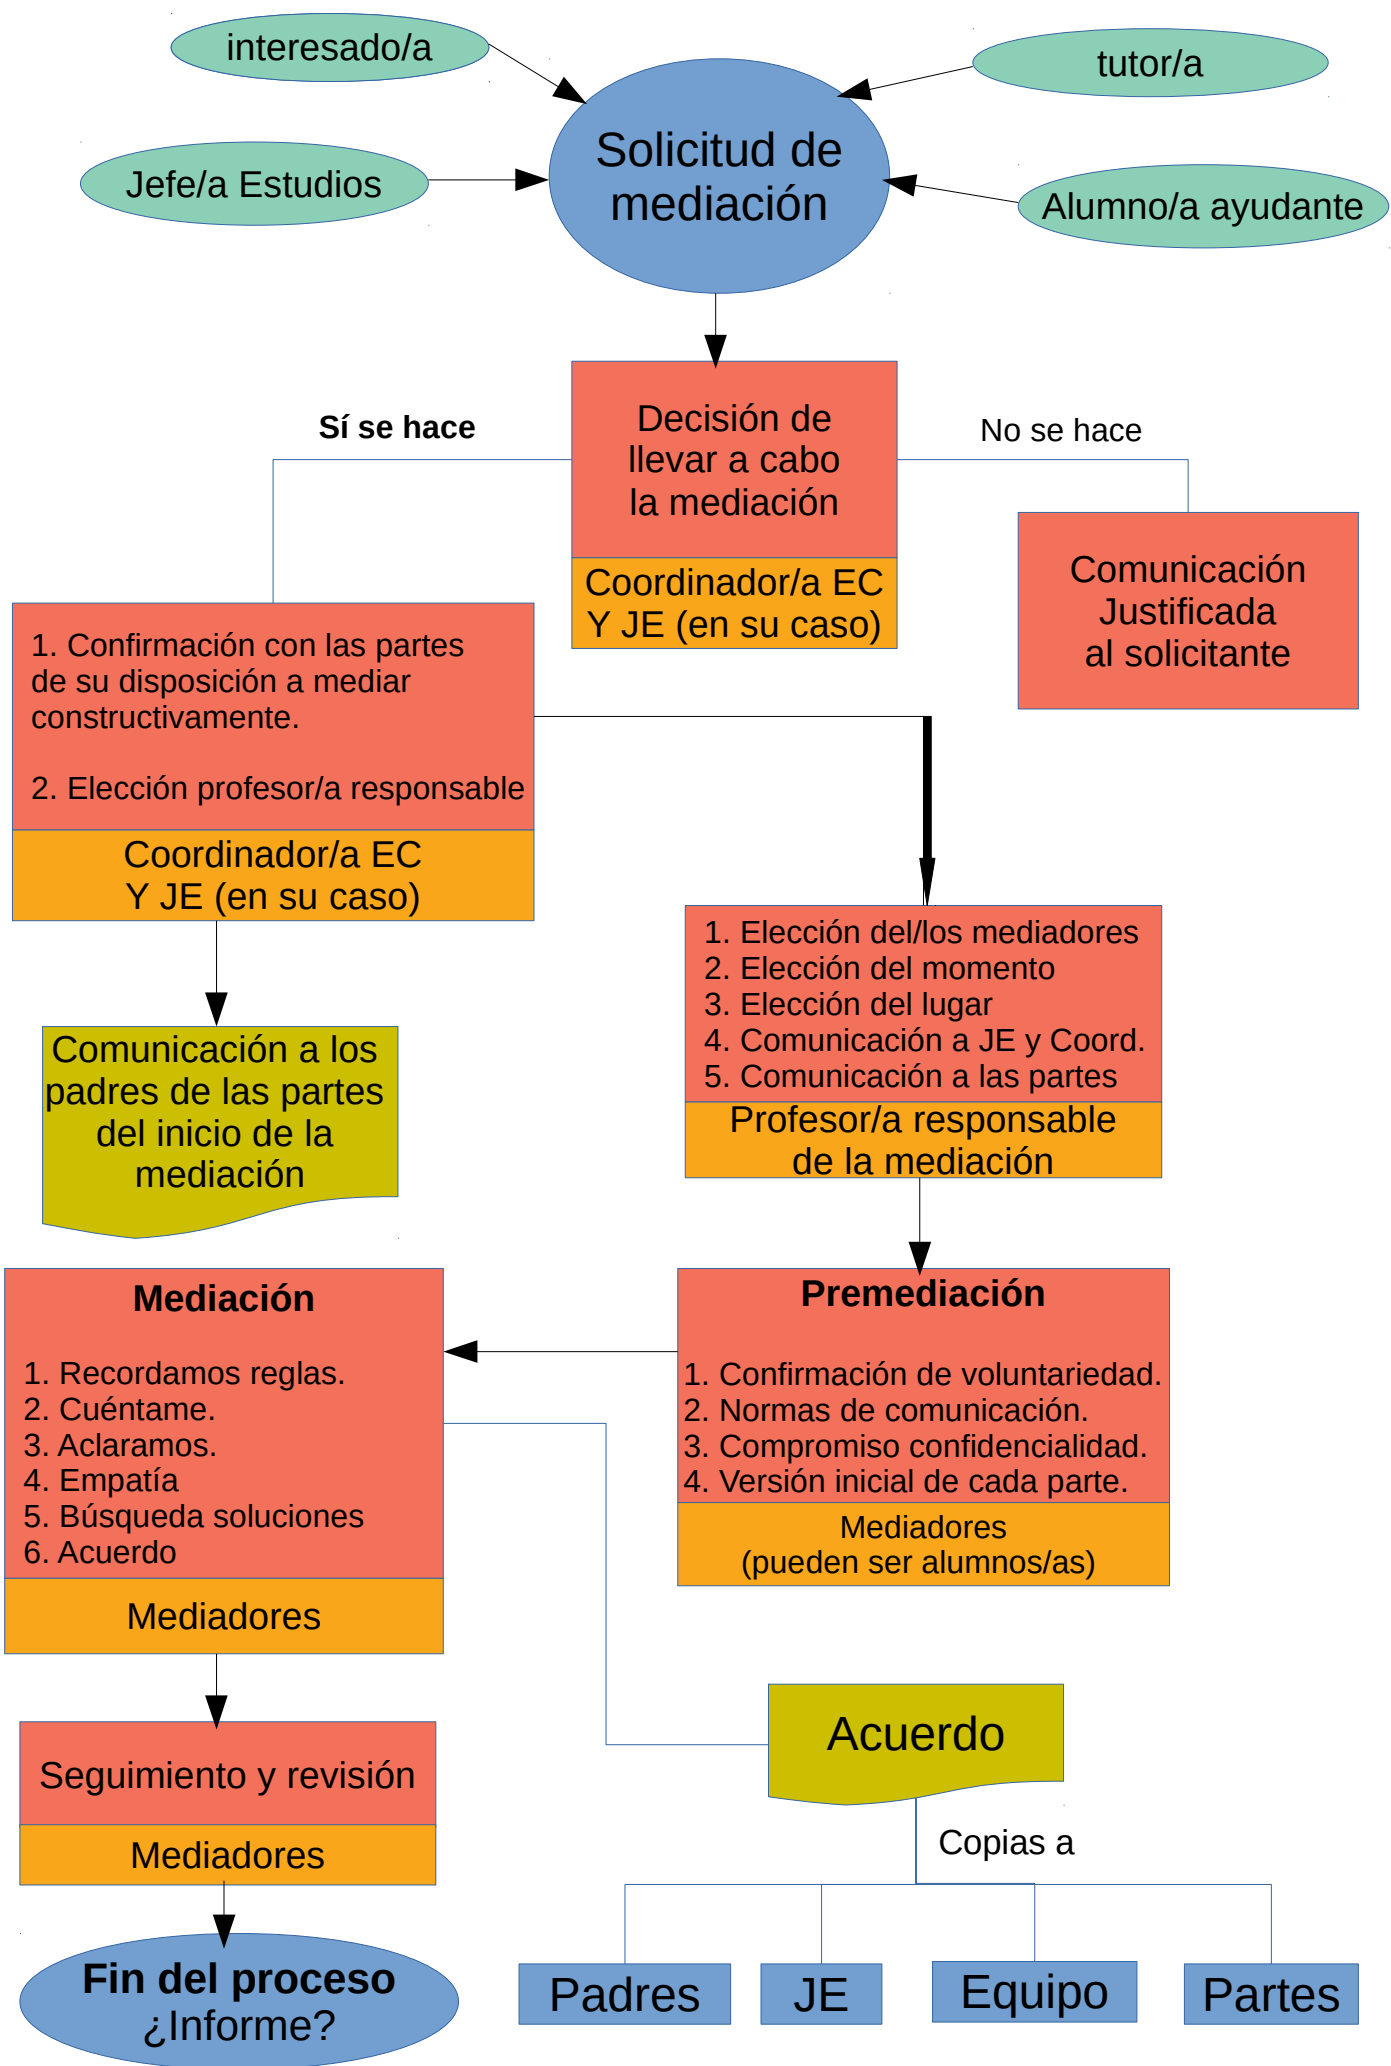 interesado/a
tutor/a
Solicitud de
mediación
Jefe/a Estudios
Alumno/a ayudante
Sí se hace
Decisión de
llevar a cabo
la mediación
No se hace
Coordinador/a EC
Y JE (en su caso)
Comunicación
Justificada
al solicitante
1. Confirmación con las partes
de su disposición a mediar
constructivamente.
2. Elección profesor/a responsable
Coordinador/a EC
Y JE (en su caso)
1. Elección del/los mediadores
2. Elección del momento
3. Elección del lugar
4. Comunicación a JE y Coord.
5. Comunicación a las partes
Profesor/a responsable
de la mediación
Comunicación a los
padres de las partes
del inicio de la
mediación
Premediación
1. Confirmación de voluntariedad.
2. Normas de comunicación.
3. Compromiso confidencialidad.
4. Versión inicial de cada parte.
Mediadores
(pueden ser alumnos/as)
Mediación
1. Recordamos reglas.
2. Cuéntame.
3. Aclaramos.
4. Empatía
5. Búsqueda soluciones
6. Acuerdo
Mediadores
Seguimiento y revisión
Mediadores
Fin del proceso
¿Informe?
Acuerdo
Copias a
Padres
JE
Equipo
Partes